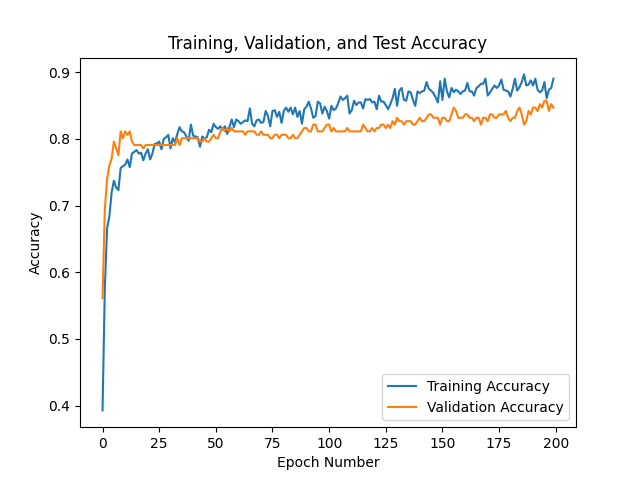 Training, Validation, and Test Accuracy
0.9
0.8
0.7
0.6
0.5
0.4
Accuracy
Training Accuracy
Validation Accuracy
0 25 50 75 100 125 150 175 200
Epoch Number